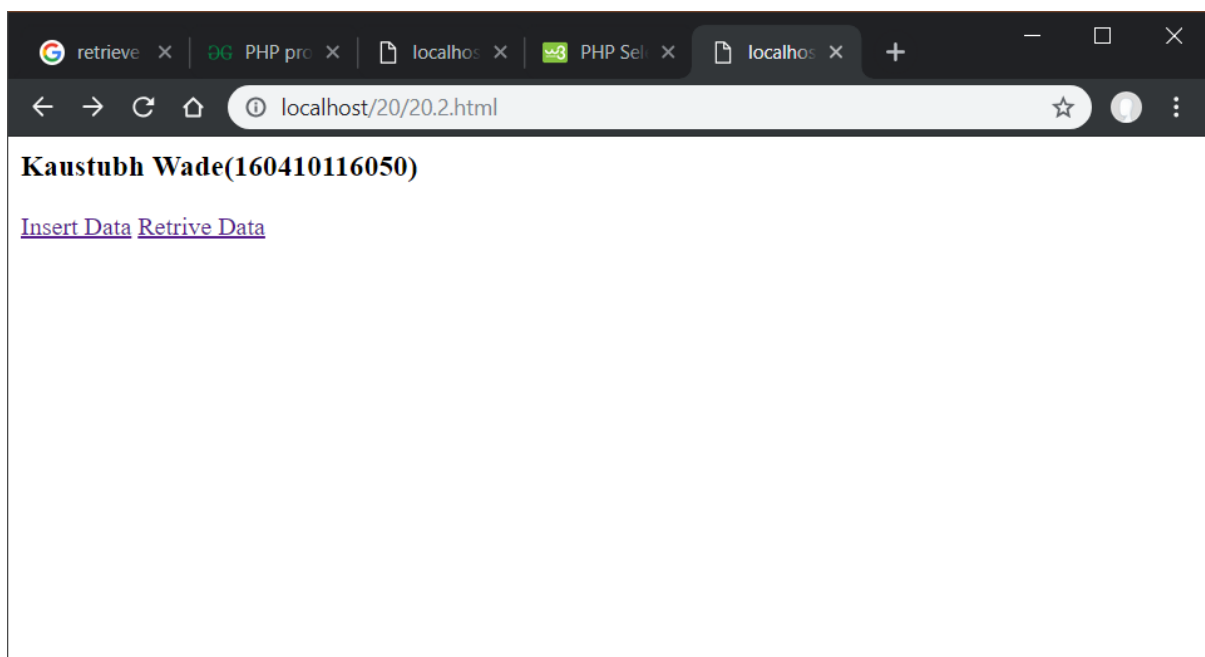 retrieve PHP pro localhos PHP Sel localhos
localhost/20/20.2.html
Kaustubh Wade(160410116050)
Insert Data Retrive Data